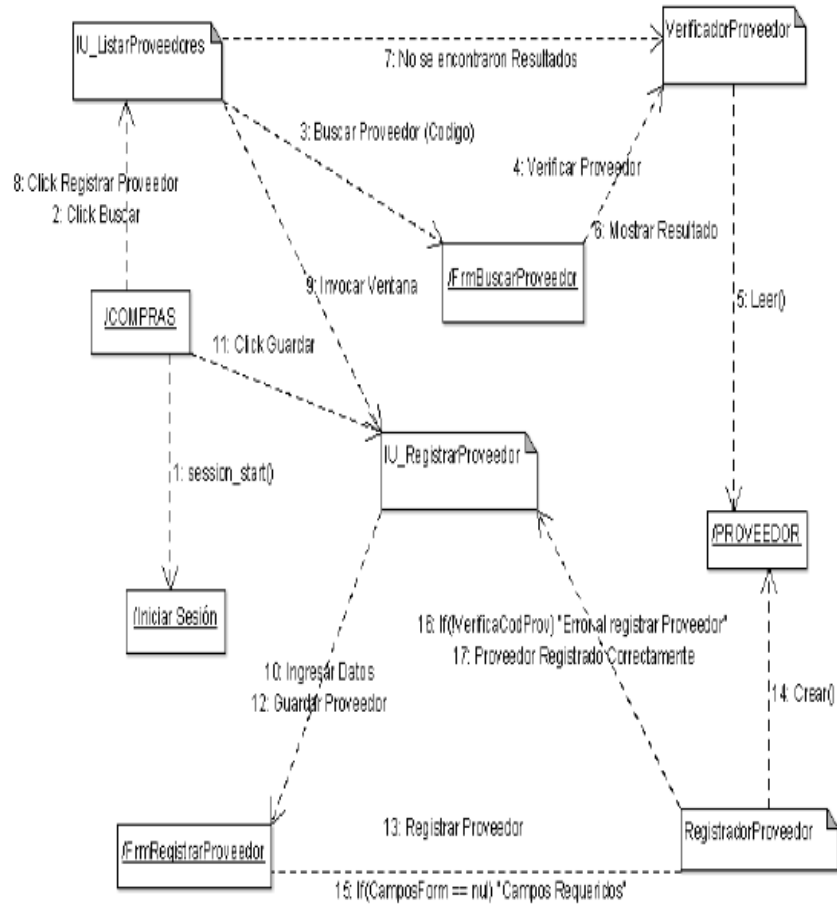 IU_ListarProveedores
VerificadorProveedor
7: No se encontraron Resultados
3: Buscar Proveedor (Codigo)
4: Verificar Proveedor
8: Click Registrar Proveedor
2: Click Buscar
6: Mostrar Resultado
/FrmBuscarProveedor
9: Invocar Ventana
5: Leer()
/COMPRAS
11: Click Guardar
IU_RegistrarProveedor
1: session_start()
/PROVEEDOR
/Iniciar Sesión
16: If(!VerificaCodProv) "Error al registrar Proveedor"
17: Proveedor Registrado Correctamente
10: Ingresar Datos
12: Guardar Proveedor
14: Crear()
13: Registrar Proveedor
RegistradorProveedor
/FrmRegistrarProveedor
15: If(CamposForm == nul) "Campos Requeridos"